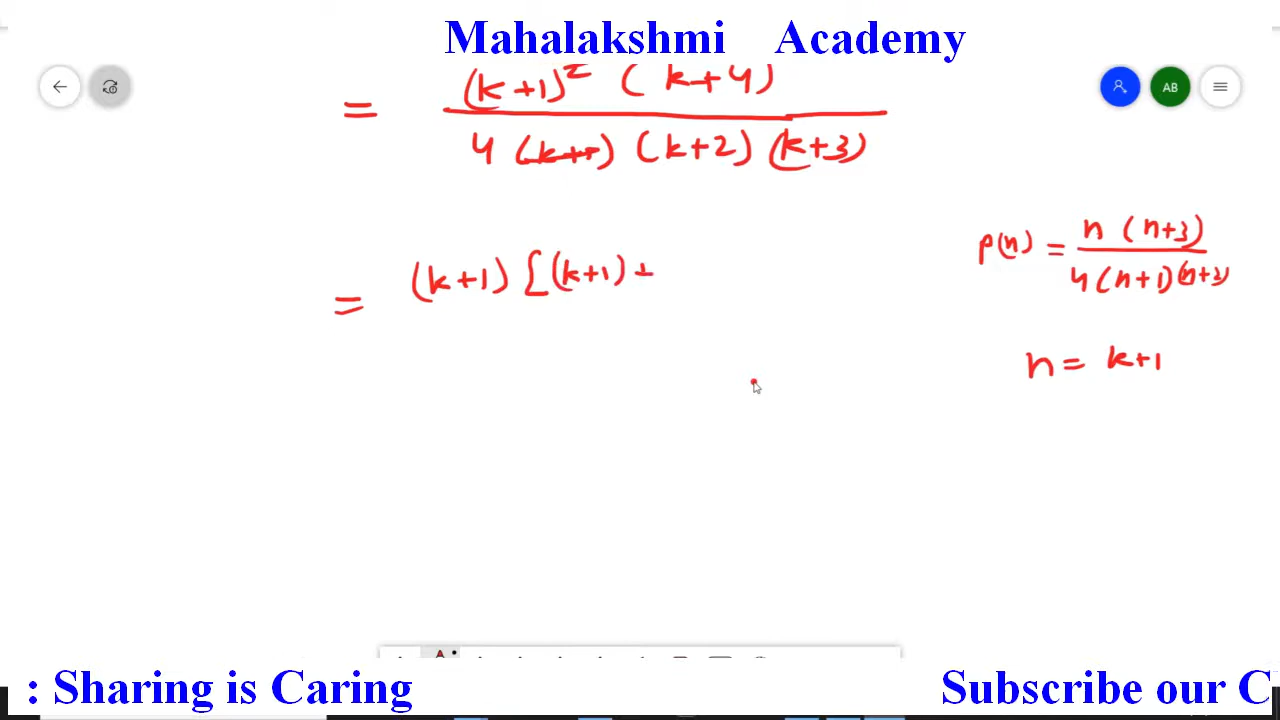 Mahalakshmi Academy
= (k+1)² (k+4) / 4 (k+1) (k+2) (k+3)
AB
p(n) = n (n+3) / 4 (n+1) (n+2)
= (k+1) [(k+1) +
n = k+1
: Sharing is Caring Subscribe our C